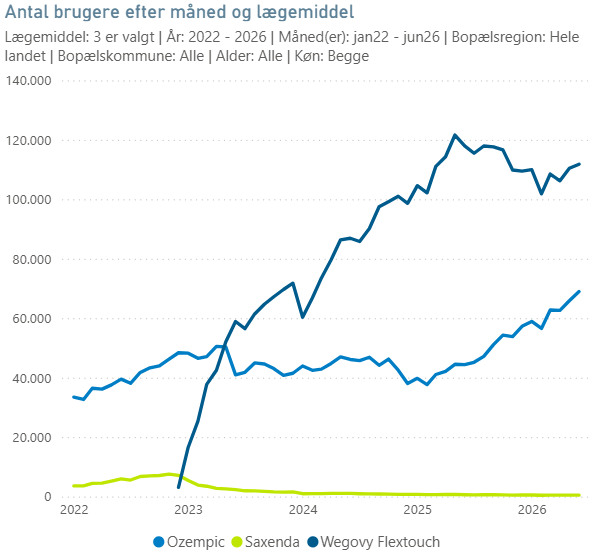 Antal brugere efter måned og lægemiddel
Lægemiddel: 3 er valgt | År: 2022 - 2026 | Måned(er): jan22 - jun26 | Bopælsregion: Hele
landet | Bopælskommune: Alle | Alder: Alle | Køn: Begge
140.000
120.000
100.000
80.000
60.000
40.000
20.000
0
2022 2023 2024 2025 2026
Ozempic Saxenda Wegovy Flextouch